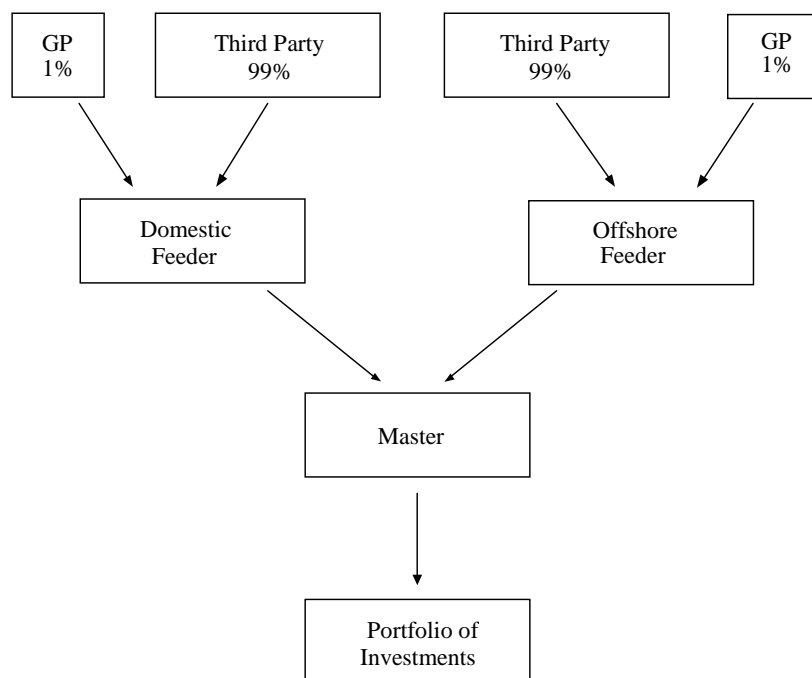 GP
1%
Third Party
99%
Third Party
99%
GP
1%
Domestic
Feeder
Offshore
Feeder
Master
Portfolio of
Investments